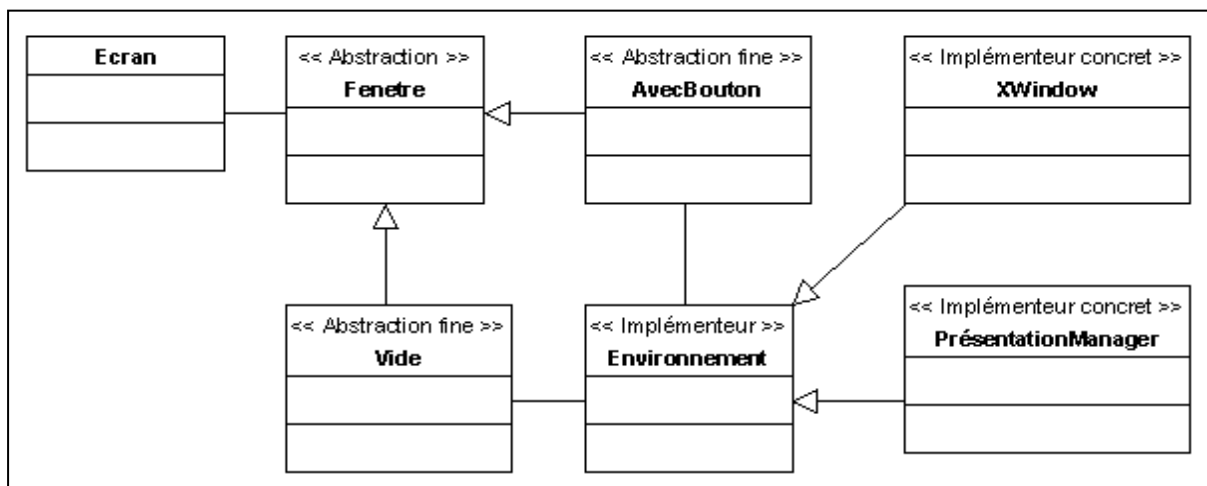 Ecran
<< Abstraction >>
Fenetre
<< Abstraction fine >>
AvecBouton
<< Implémenteur concret >>
XWindow
<< Abstraction fine >>
Vide
<< Implémenteur >>
Environnement
<< Implémenteur concret >>
PrésentationManager